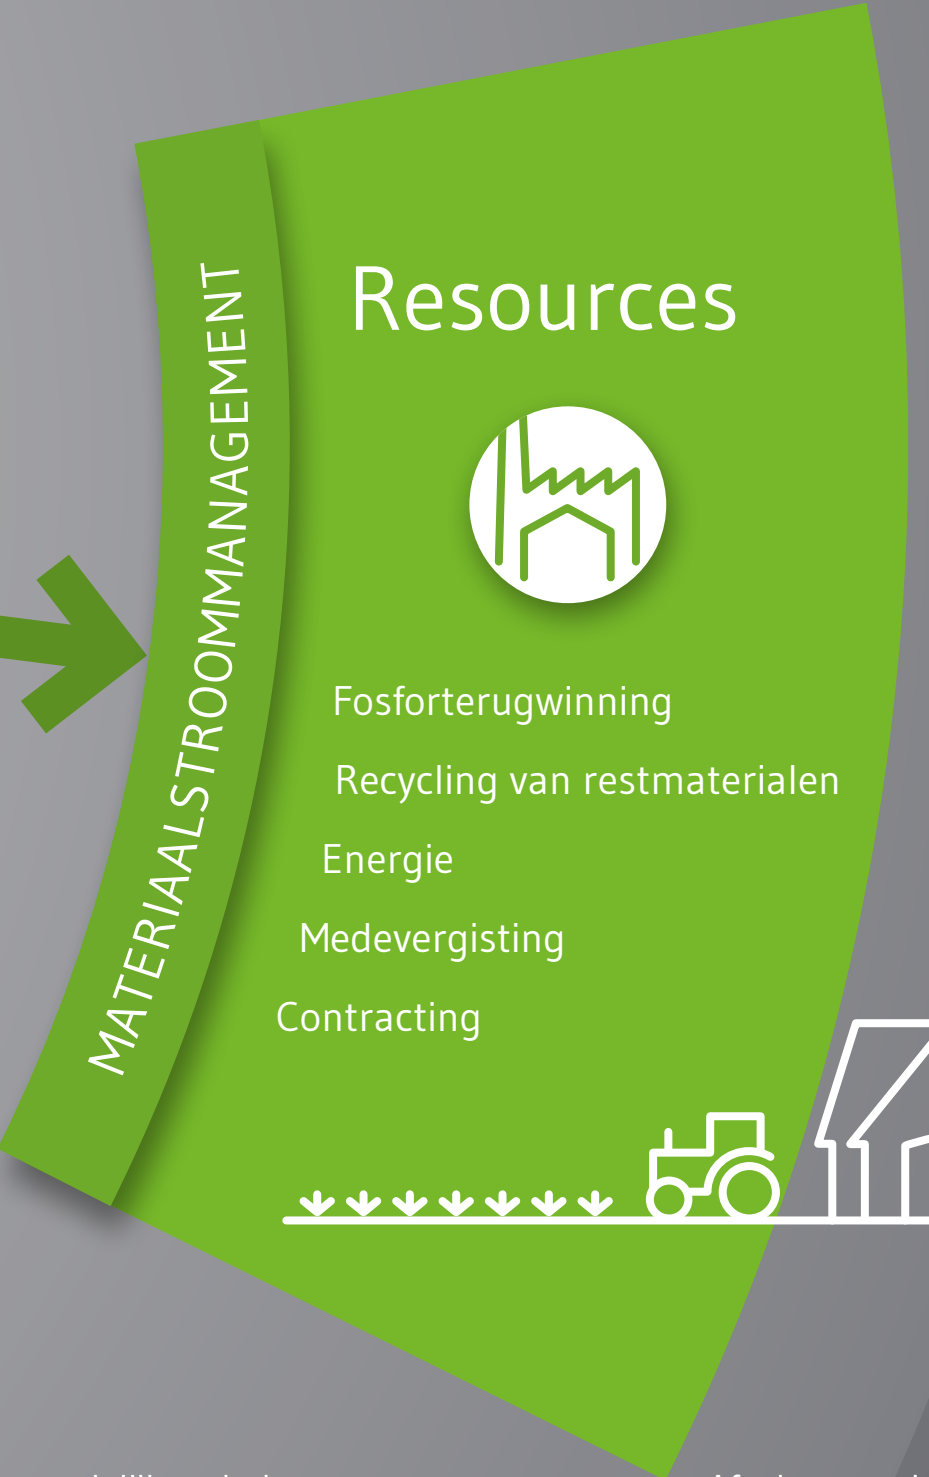 MATERIAALSTROOMMANAGEMENT
Resources
Fosforterugwinning
Recycling van restmaterialen
Energie
Medevergisting
Contracting